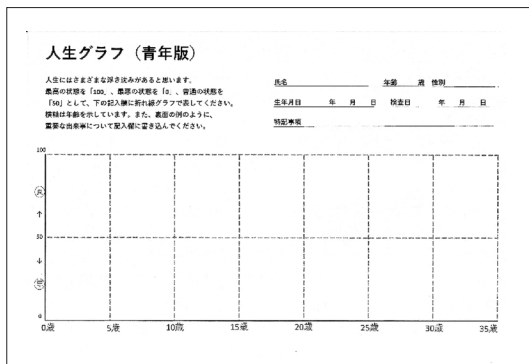 人生グラフ（青年版）
人生にはさまざまな浮き沈みがあると思います。
最高の状態を「100」、最悪の状態を「0」、普通の状態を
「50」として、下の記入欄に折れ線グラフで表してください。
横軸は年齢を示しています。また、裏面の例のように、
重要な出来事について記入欄に書き込んでください。
氏名 年齢 歳 性別
生年月日 年 月 日 検査日 年 月 日
特記事項
100
↑
50
↓
0
0歳 5歳 10歳 15歳 20歳 25歳 30歳 35歳